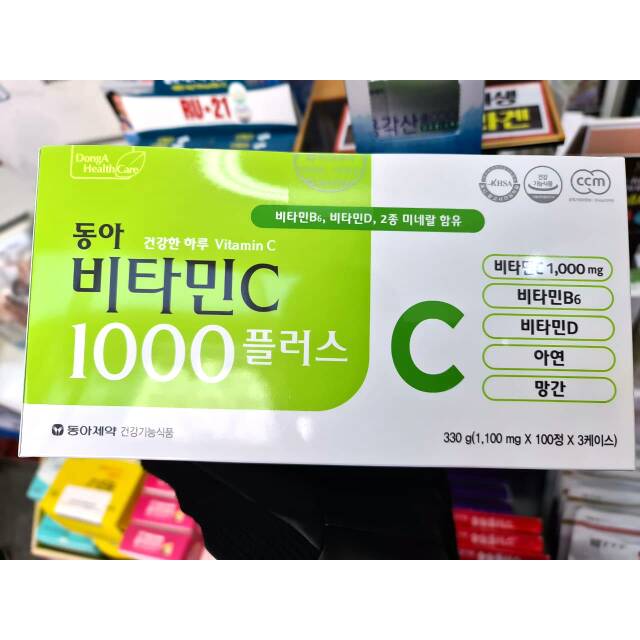 RU·21
DongA
HealthCare
KHSA
건강
기능식품
ccm
비타민B6, 비타민D, 2종 미네랄 함유
동아
건강한 하루 Vitamin C
비타민C
1000 플러스
C
비타민C 1,000 mg
비타민B6
비타민D
아연
망간
동아제약 건강기능식품
330 g(1,100 mg X 100정 X 3케이스)